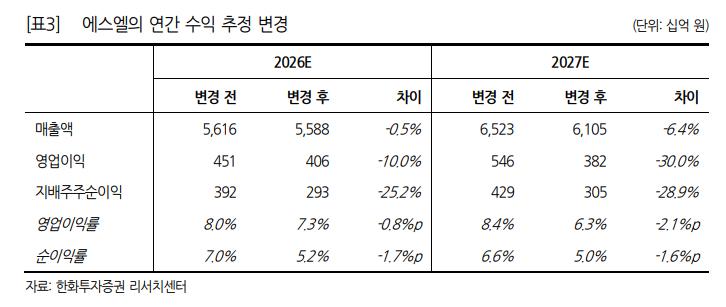 [표3] 에스엘의 연간 수익 추정 변경 (단위: 십억 원)
2026E 2027E
변경 전 변경 후 차이 변경 전 변경 후 차이
매출액 5,616 5,588 -0.5% 6,523 6,105 -6.4%
영업이익 451 406 -10.0% 546 382 -30.0%
지배주주순이익 392 293 -25.2% 429 305 -28.9%
영업이익률 8.0% 7.3% -0.8%p 8.4% 6.3% -2.1%p
순이익률 7.0% 5.2% -1.7%p 6.6% 5.0% -1.6%p
자료: 한화투자증권 리서치센터